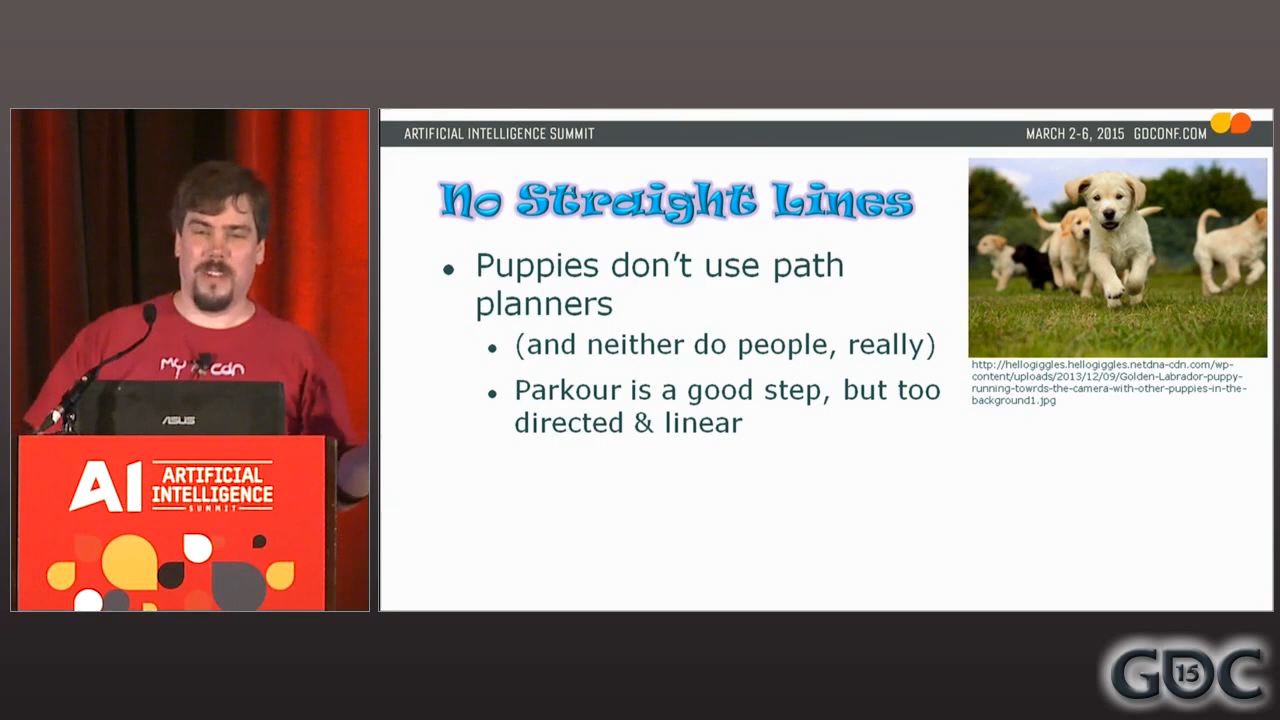 ARTIFICIAL INTELLIGENCE SUMMIT
MARCH 2-6, 2015 GDCONF.COM
No Straight Lines
• Puppies don't use path
planners
• (and neither do people, really)
• Parkour is a good step, but too
directed & linear
http://hellogiggles.hellogiggles.netdna-cdn.com/wp-
content/uploads/2013/12/09/Golden-Labrador-puppy-
running-towrds-the-camera-with-other-puppies-in-the-
background1.jpg
my cdn
ASUS
AI ARTIFICIAL
INTELLIGENCE
SUMMIT
GDC 15